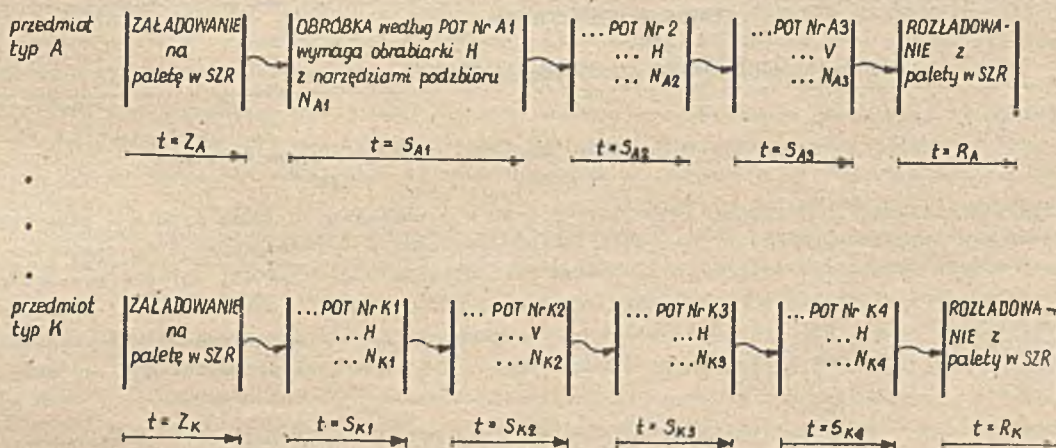 przedmiot
typ A
ZAŁADOWANIE
na
paletę w SZR
OBRÓBKA według POT Nr A1
wymaga obrabiarki H
z narzędziami podzbioru
N_A1
... POT Nr 2
... H
... N_A2
... POT Nr A3
... V
... N_A3
ROZŁADOWA-
NIE z
palety w SZR
t = Z_A
t = S_A1
t = S_A2
t = S_A3
t = R_A
przedmiot
typ K
ZAŁADOWANIE
na
paletę w SZR
... POT Nr K1
... H
... N_K1
... POT Nr K2
... V
... N_K2
... POT Nr K3
... H
... N_K3
... POT Nr K4
... H
... N_K4
ROZŁADOWA-
NIE z
palety w SZR
t = Z_K
t = S_K1
t = S_K2
t = S_K3
t = S_K4
t = R_K